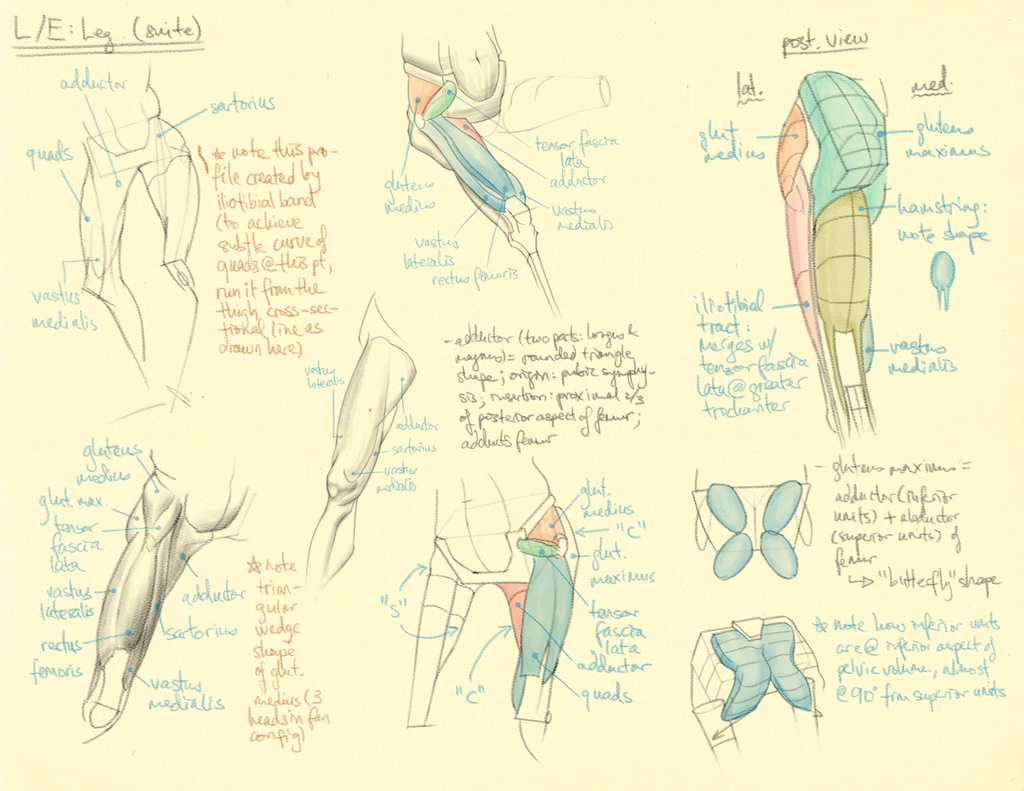 L/E: Leg (suite)
adductor
sartorius
quads
vastus
medialis
* note this pro-
file created by
iliotibial band
(to achieve
subtle curve of
quads @ this pt,
run it from the
thigh cross-sec-
tional line as
drawn here)
gluteus
medius
tensor fascia
lata
adductor
vastus
medialis
vastus
lateralis
rectus femoris
post. view
lat.
med.
glut
medius
gluteus
maximus
hamstring:
note shape
iliotibial
tract:
merges w/
tensor fascia
lata @ greater
trochanter
vastus
medialis
vastus
lateralis
adductor
sartorius
vastus
medialis
- adductor (two parts: longus &
magnus) = rounded triangle
shape; origin: pubic symphy-
sis; insertion: proximal 2/3
of posterior aspect of femur;
adducts femur
gluteus
medius
glut. max.
tensor
fascia
lata
vastus
lateralis
rectus
femoris
adductor
sartorius
vastus
medialis
* note
trian-
gular
wedge
shape
of glut.
medius (3
heads in fan
config)
glut.
medius
"C"
glut.
maximus
"S"
"C"
tensor
fascia
lata
adductor
quads
- gluteus maximus =
adductor (inferior
units) + abductor
(superior units) of
femur
↳ "butterfly" shape
* note how inferior units
are @ inferior aspect of
pelvic volume, almost
@ 90° from superior units